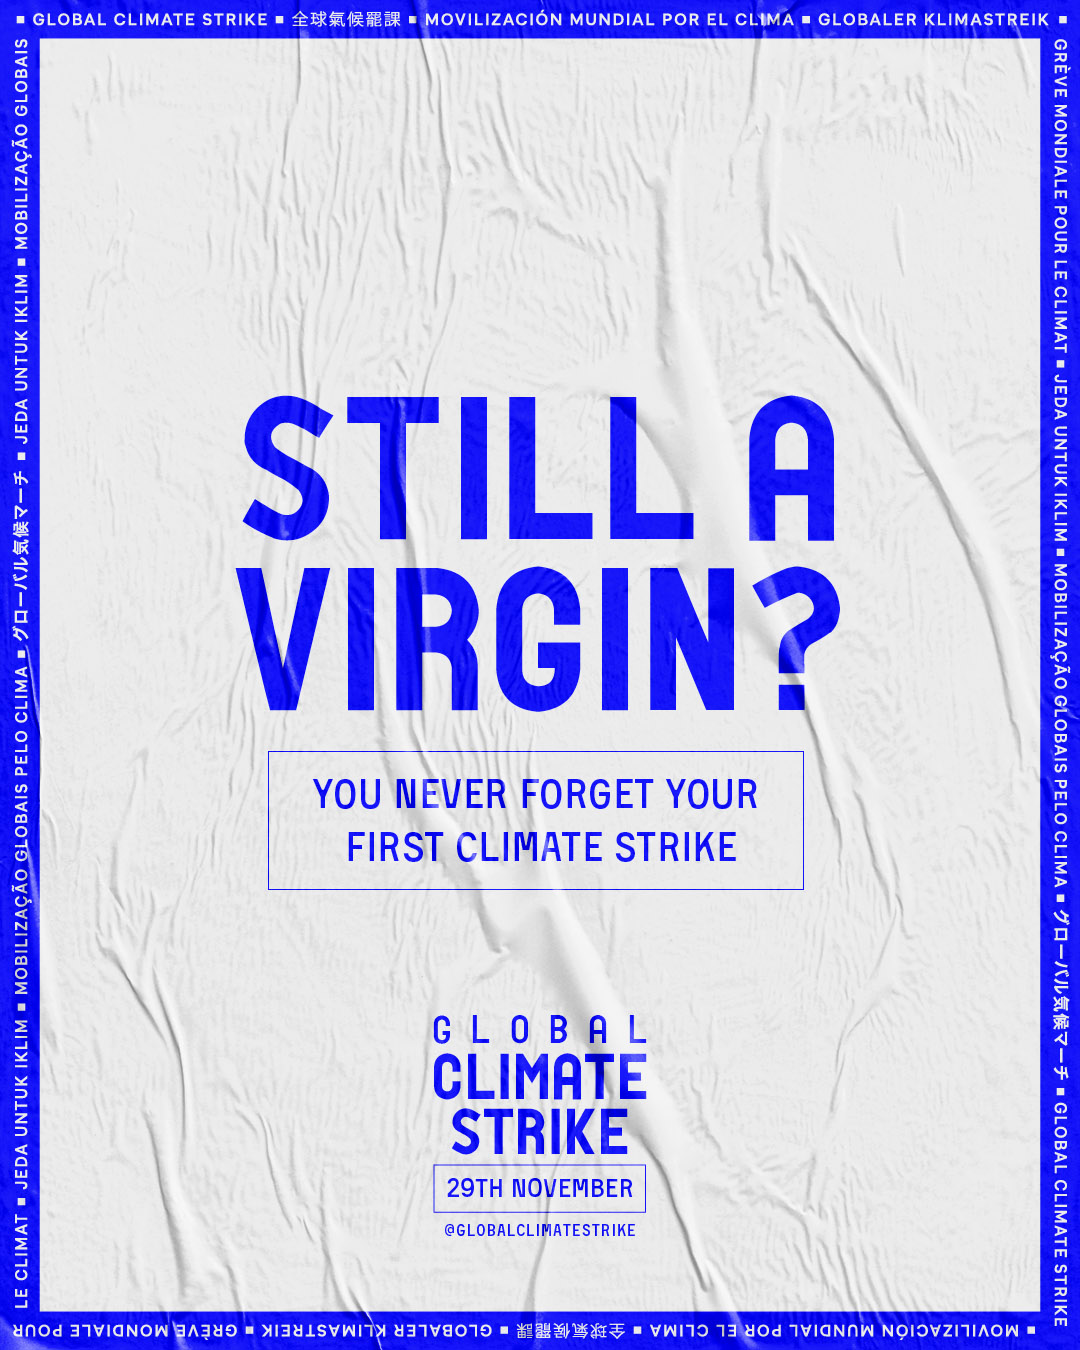 ■ GLOBAL CLIMATE STRIKE ■ 全球氣候罷課 ■ MOVILIZACIÓN MUNDIAL POR EL CLIMA ■ GLOBALER KLIMASTREIK ■
GRÈVE MONDIALE POUR LE CLIMAT ■ JEDA UNTUK IKLIM ■ MOBILIZAÇÃO GLOBAIS PELO CLIMA ■ グローバル気候マーチ ■ GLOBAL CLIMATE STRIKE
■ MOVILIZACIÓN MUNDIAL POR EL CLIMA ■ 全球氣候罷課 ■ GLOBALER KLIMASTREIK ■ GRÈVE MONDIALE POUR
LE CLIMAT ■ JEDA UNTUK IKLIM ■ MOBILIZAÇÃO GLOBAIS PELO CLIMA ■ グローバル気候マーチ ■ JEDA UNTUK IKLIM ■ MOBILIZAÇÃO GLOBAIS
STILL A
VIRGIN?
YOU NEVER FORGET YOUR
FIRST CLIMATE STRIKE
GLOBAL
CLIMATE
STRIKE
29TH NOVEMBER
@GLOBALCLIMATESTRIKE